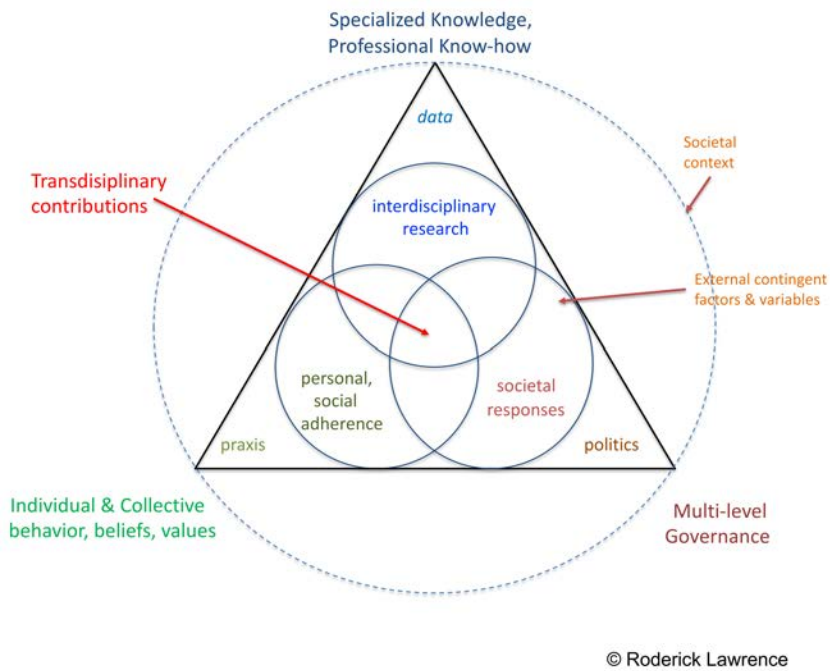 Specialized Knowledge,
Professional Know-how
data
Societal
context
Transdisiplinary
contributions
interdisciplinary
research
External contingent
factors & variables
personal,
social
adherence
societal
responses
praxis
politics
Individual & Collective
behavior, beliefs, values
Multi-level
Governance
© Roderick Lawrence